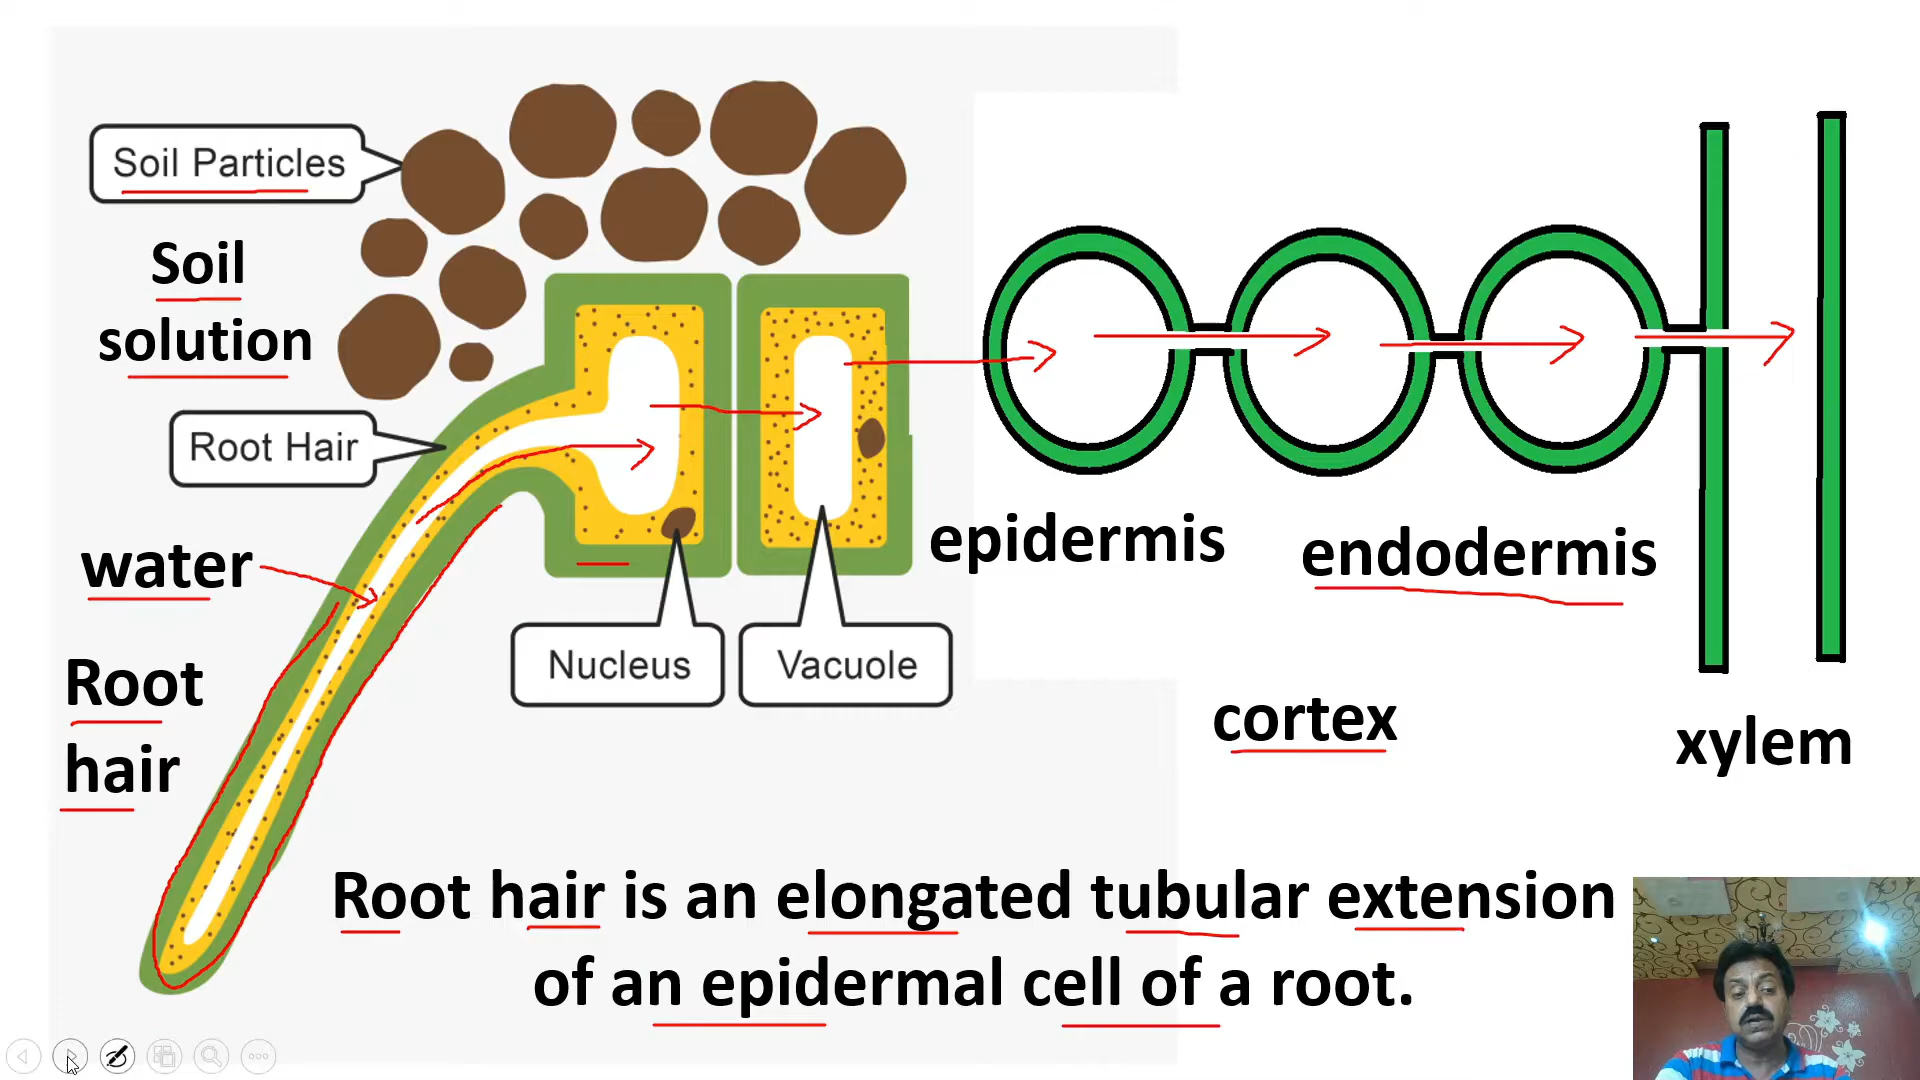 Soil Particles
Soil
solution
Root Hair
water
Root
hair
Nucleus
Vacuole
epidermis
endodermis
cortex
xylem
Root hair is an elongated tubular extension
of an epidermal cell of a root.